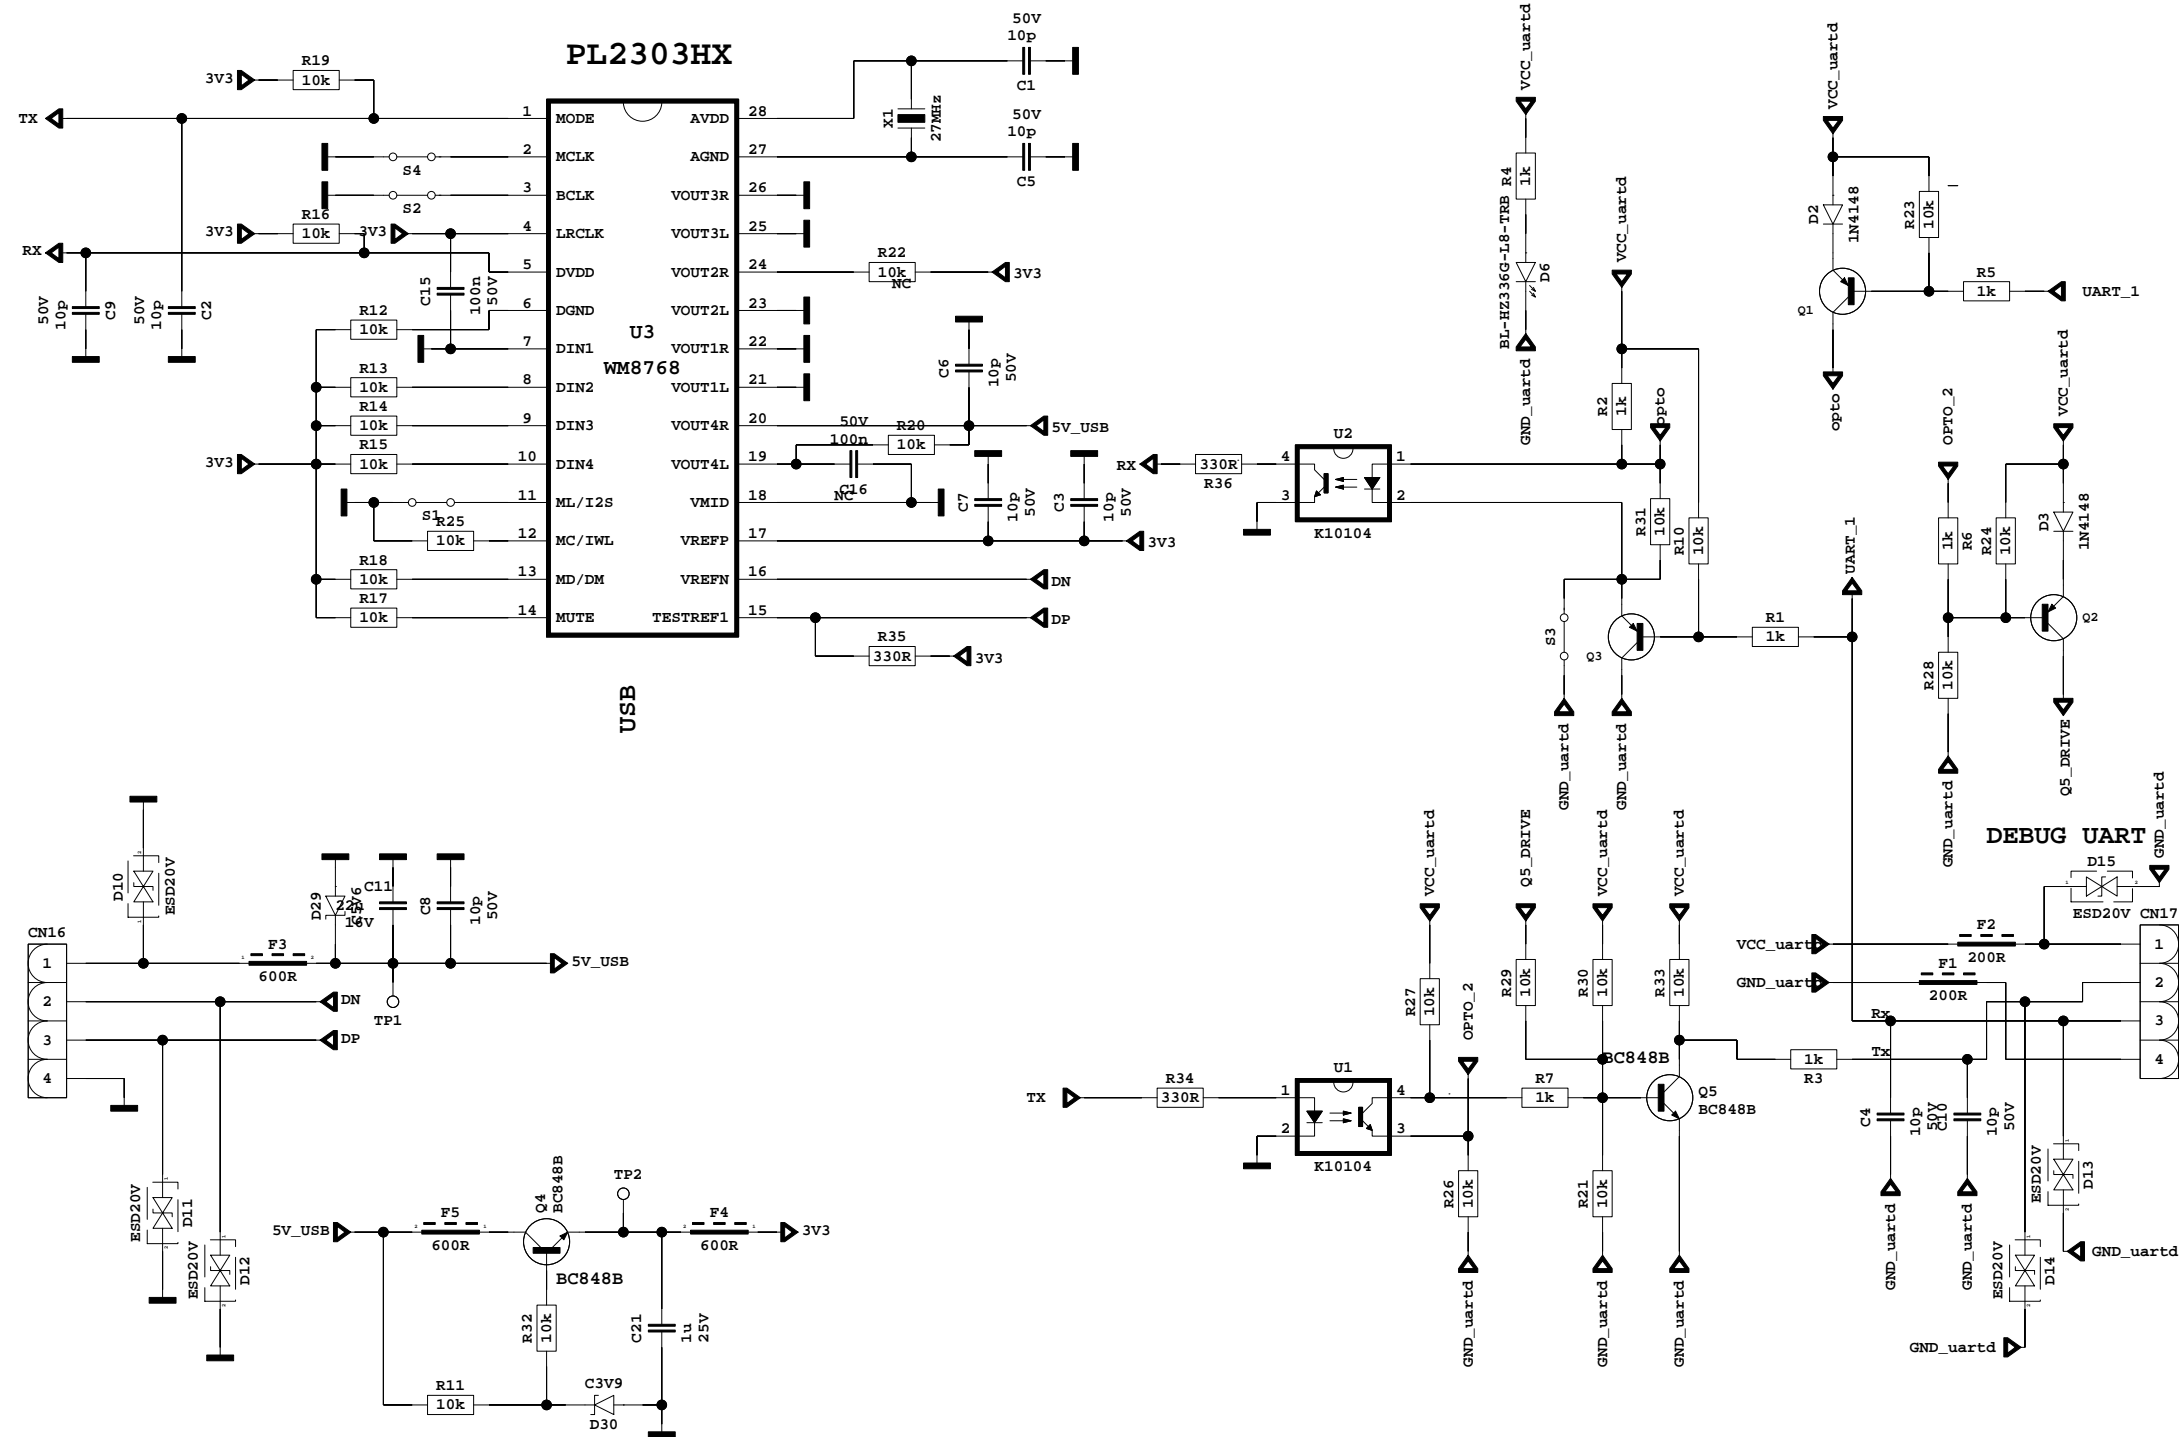 PL2303HX
3V3
R19
10k
TX
1
MODE
2
MCLK
S4
3
BCLK
S2
3V3
R16
10k
3V3
4
LRCLK
RX
5
DVDD
6
DGND
7
DIN1
8
DIN2
9
DIN3
10
DIN4
11
ML/I2S
12
MC/IWL
13
MD/DM
14
MUTE
50V
10p
C9
50V
10p
C2
C15
100n
50V
R12
10k
R13
10k
R14
10k
R15
10k
3V3
S1
R25
10k
R18
10k
R17
10k
U3
WM8768
AVDD
28
AGND
27
VOUT3R
26
VOUT3L
25
VOUT2R
24
VOUT2L
23
VOUT1R
22
VOUT1L
21
VOUT4R
20
VOUT4L
19
VMID
18
VREFP
17
VREFN
16
TESTREF1
15
X1
27MHz
50V
10p
C1
50V
10p
C5
R22
10k
NC
3V3
C6
10p
50V
5V_USB
R20
10k
50V
100n
C16
NC
C7
10p
50V
C3
10p
50V
3V3
DN
DP
R35
330R
3V3
USB
VCC_uartd
R4
1k
BL-HZ336G-L8-TRB
D6
GND_uartd
VCC_uartd
R2
1k
opto
RX
330R
R36
U2
4
3
1
2
K10104
R31
10k
R10
10k
S3
Q3
GND_uartd
GND_uartd
R1
1k
UART_1
VCC_uartd
D2
1N4148
R23
10k
Q1
R5
1k
UART_1
opto
OPTO_2
VCC_uartd
R6
1k
R24
10k
D3
1N4148
Q2
R28
10k
GND_uartd
Q5_DRIVE
D10
ESD20V
CN16
1
2
3
4
F3
600R
D29
C5V6
C11
22u
16V
C8
10p
50V
5V_USB
TP1
DN
DP
ESD20V
D11
ESD20V
D12
5V_USB
F5
600R
Q4
BC848B
BC848B
TP2
F4
600R
3V3
R32
10k
C21
1u
25V
R11
10k
C3V9
D30
TX
R34
330R
U1
1
2
4
3
K10104
VCC_uartd
R27
10k
OPTO_2
R26
10k
GND_uartd
Q5_DRIVE
R29
10k
R7
1k
VCC_uartd
R30
10k
R21
10k
GND_uartd
VCC_uartd
R33
10k
BC848B
Q5
BC848B
GND_uartd
R3
1k
DEBUG UART
GND_uartd
D15
ESD20V
CN17
1
2
3
4
VCC_uart
F2
200R
GND_uart
F1
200R
Rx
Tx
C4
10p
50V
C10
10p
50V
GND_uartd
GND_uartd
ESD20V
D13
GND_uartd
ESD20V
D14
GND_uartd